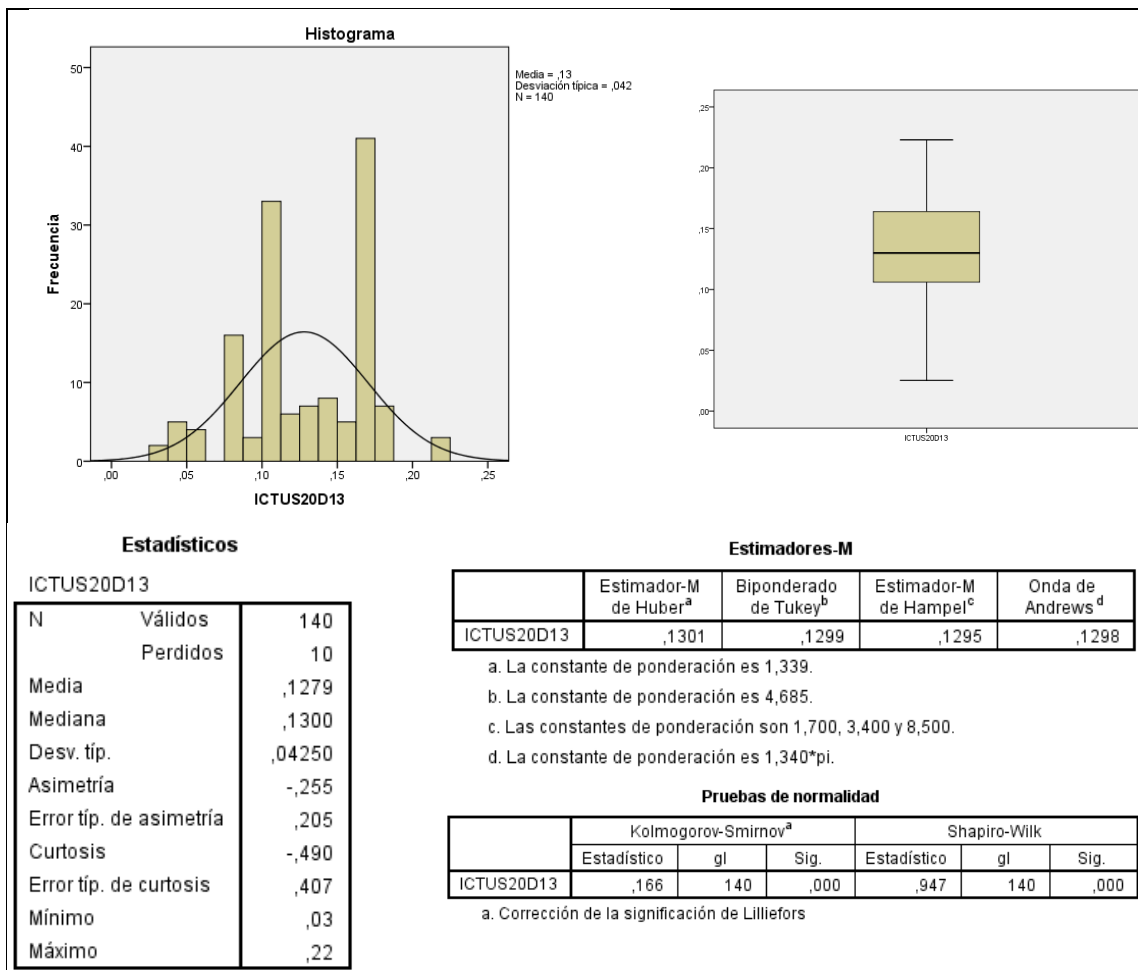 Histograma
Media = ,13
Desviación típica = ,042
N = 140
50
40
30
20
10
0
Frecuencia
,00 ,05 ,10 ,15 ,20 ,25
ICTUS20D13
,25
,20
,15
,10
,05
,00
ICTUS20D13
Estadísticos
ICTUS20D13
N Válidos 140
Perdidos 10
Media ,1279
Mediana ,1300
Desv. típ. ,04250
Asimetría -,255
Error típ. de asimetría ,205
Curtosis -,490
Error típ. de curtosis ,407
Mínimo ,03
Máximo ,22
Estimadores-M
Estimador-M de Huber a Biponderado de Tukey b Estimador-M de Hampel c Onda de Andrews d
ICTUS20D13 ,1301 ,1299 ,1295 ,1298
a. La constante de ponderación es 1,339.
b. La constante de ponderación es 4,685.
c. Las constantes de ponderación son 1,700, 3,400 y 8,500.
d. La constante de ponderación es 1,340*pi.
Pruebas de normalidad
Kolmogorov-Smirnov a Shapiro-Wilk
Estadístico gl Sig. Estadístico gl Sig.
ICTUS20D13 ,166 140 ,000 ,947 140 ,000
a. Corrección de la significación de Lilliefors